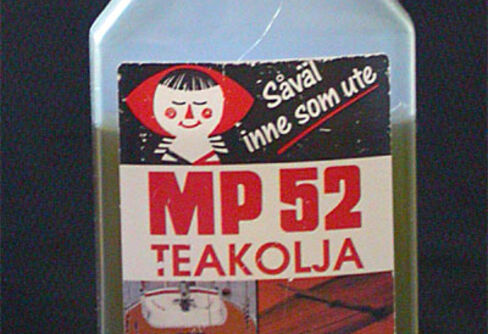 Såväl
inne som ute
MP 52
TEAKOLJA